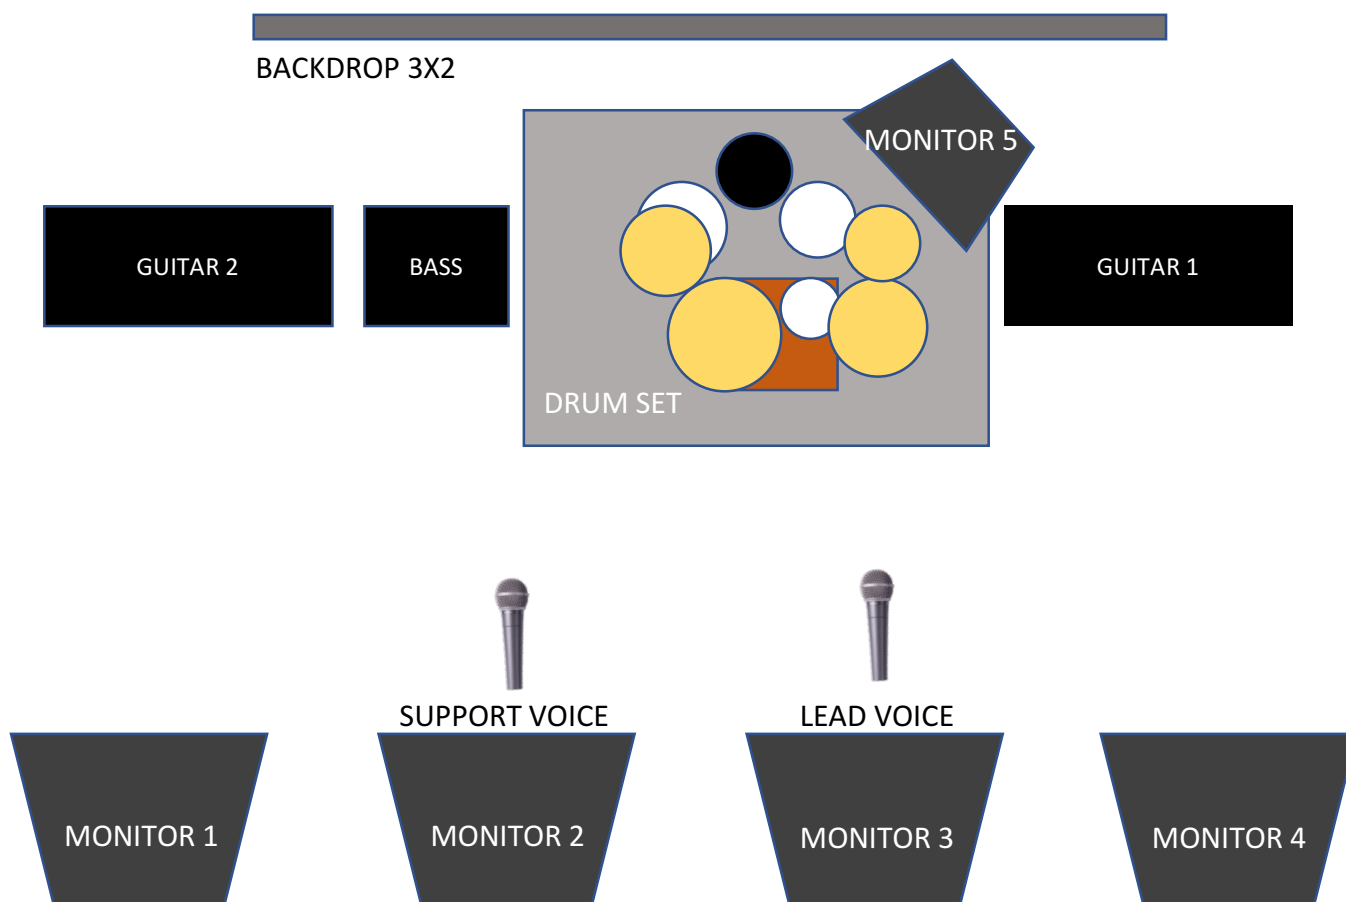 BACKDROP 3X2
MONITOR 5
GUITAR 2
BASS
GUITAR 1
DRUM SET
SUPPORT VOICE
LEAD VOICE
MONITOR 1
MONITOR 2
MONITOR 3
MONITOR 4